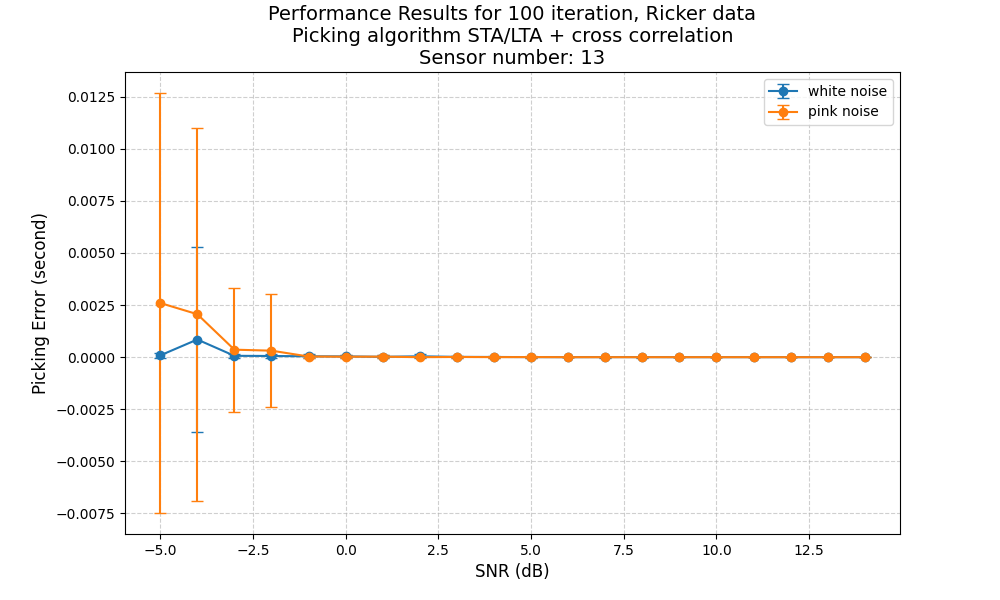 Performance Results for 100 iteration, Ricker data
Picking algorithm STA/LTA + cross correlation
Sensor number: 13
white noise
pink noise
Picking Error (second)
0.0125
0.0100
0.0075
0.0050
0.0025
0.0000
−0.0025
−0.0050
−0.0075
−5.0 −2.5 0.0 2.5 5.0 7.5 10.0 12.5
SNR (dB)